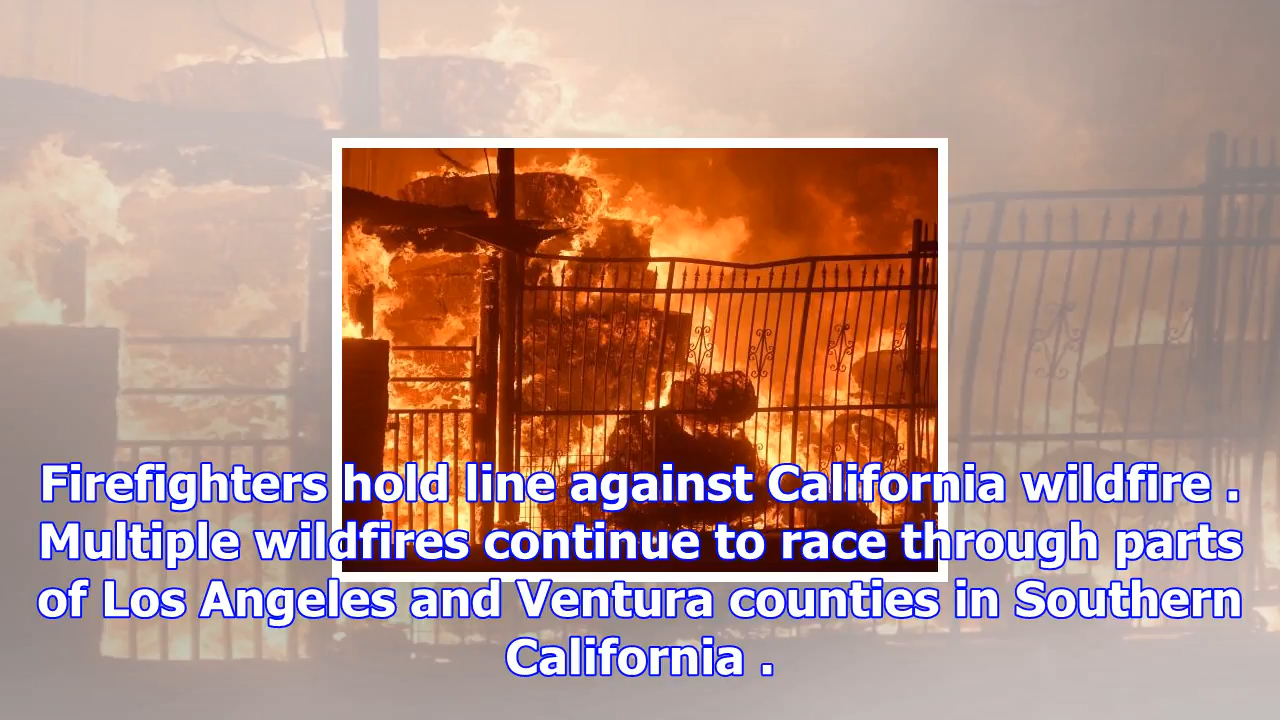 Firefighters hold line against California wildfire .
Multiple wildfires continue to race through parts
of Los Angeles and Ventura counties in Southern
California .